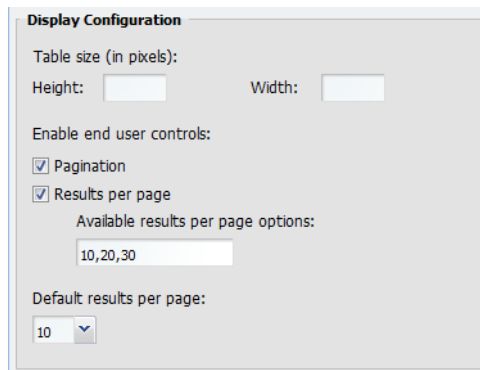 Display Configuration
Table size (in pixels):
Height: Width:
Enable end user controls:
Pagination
Results per page
Available results per page options:
10,20,30
Default results per page:
10